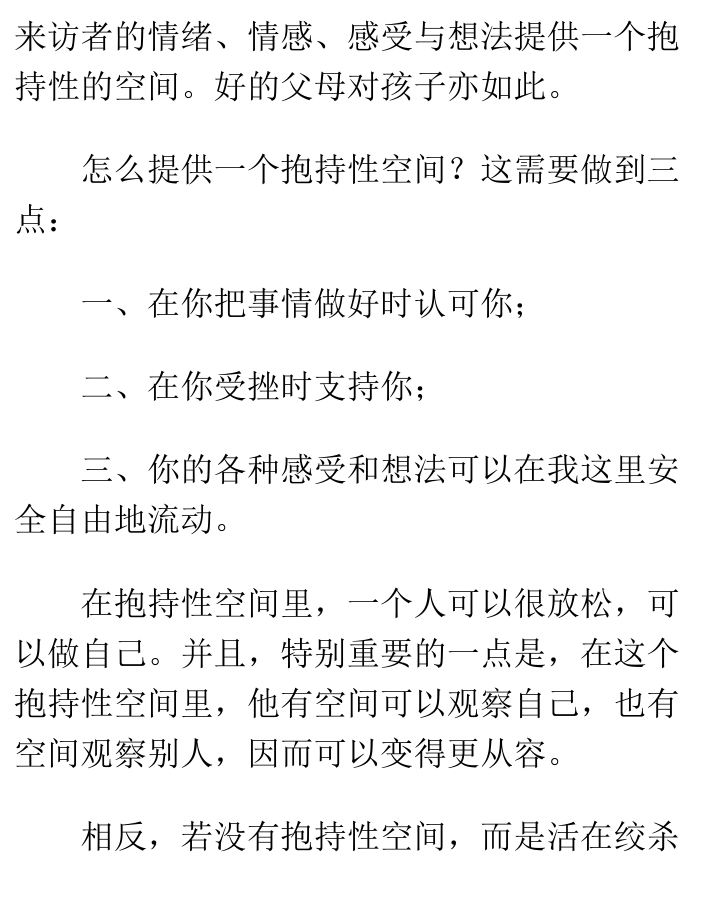 来访者的情绪、情感、感受与想法提供一个抱
持性的空间。好的父母对孩子亦如此。
怎么提供一个抱持性空间？这需要做到三
点：
一、在你把事情做好时认可你；
二、在你受挫时支持你；
三、你的各种感受和想法可以在我这里安
全自由地流动。
在抱持性空间里，一个人可以很放松，可
以做自己。并且，特别重要的一点是，在这个
抱持性空间里，他有空间可以观察自己，也有
空间观察别人，因而可以变得更从容。
相反，若没有抱持性空间，而是活在绞杀